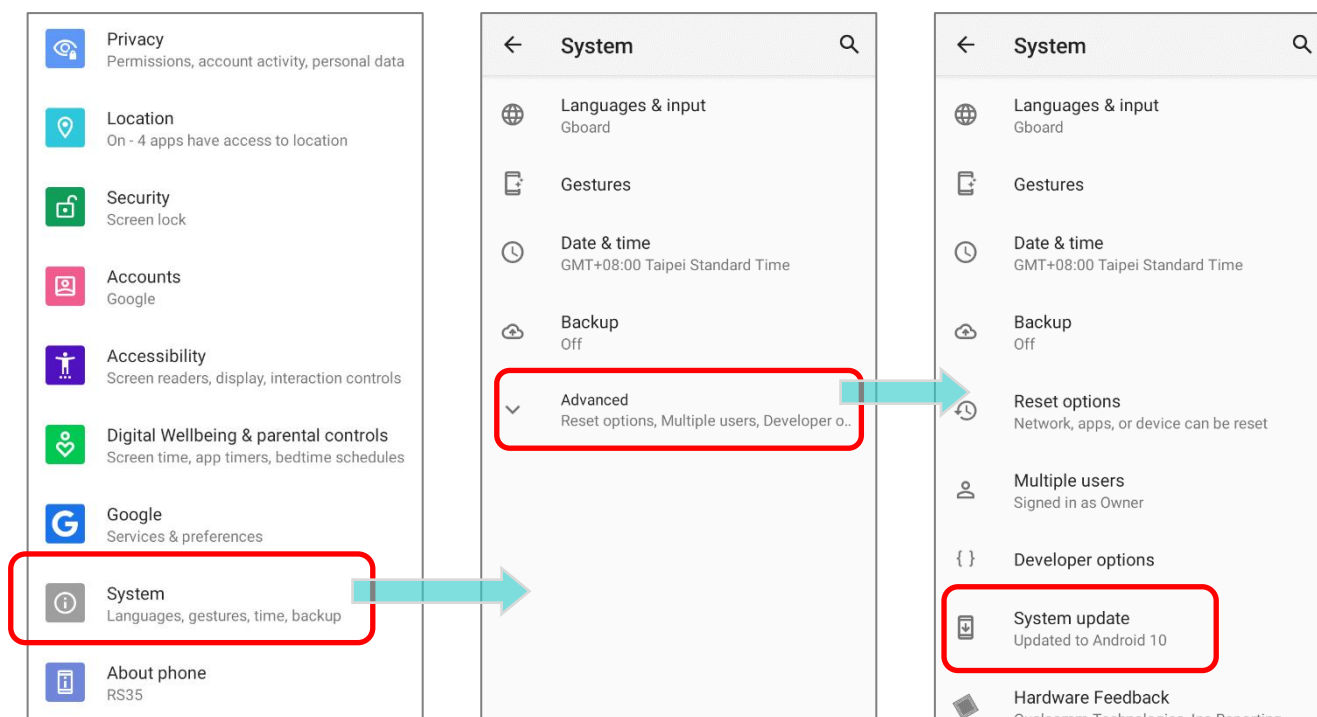 Privacy
Permissions, account activity, personal data
Location
On - 4 apps have access to location
Security
Screen lock
Accounts
Google
Accessibility
Screen readers, display, interaction controls
Digital Wellbeing & parental controls
Screen time, app timers, bedtime schedules
Google
Services & preferences
System
Languages, gestures, time, backup
About phone
RS35
System
Languages & input
Gboard
Gestures
Date & time
GMT+08:00 Taipei Standard Time
Backup
Off
Advanced
Reset options, Multiple users, Developer o..
System
Languages & input
Gboard
Gestures
Date & time
GMT+08:00 Taipei Standard Time
Backup
Off
Reset options
Network, apps, or device can be reset
Multiple users
Signed in as Owner
Developer options
System update
Updated to Android 10
Hardware Feedback
Qualcomm Technologies, Inc Reporting